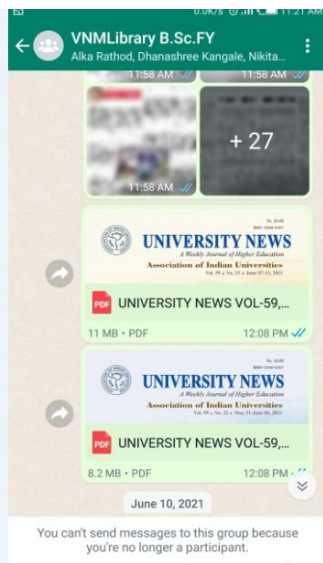 0.0K/s 11:21 AM
VNMLibrary B.Sc.FY
Alka Rathod, Dhanashree Kangale, Nikita...
11:58 AM 11:58 AM
+ 27
11:58 AM
UNIVERSITY NEWS
A Weekly Journal of Higher Education
Association of Indian Universities
PDF UNIVERSITY NEWS VOL-59,...
11 MB • PDF 12:08 PM
UNIVERSITY NEWS
A Weekly Journal of Higher Education
Association of Indian Universities
PDF UNIVERSITY NEWS VOL-59,...
8.2 MB • PDF 12:08 PM
June 10, 2021
You can't send messages to this group because
you're no longer a participant.